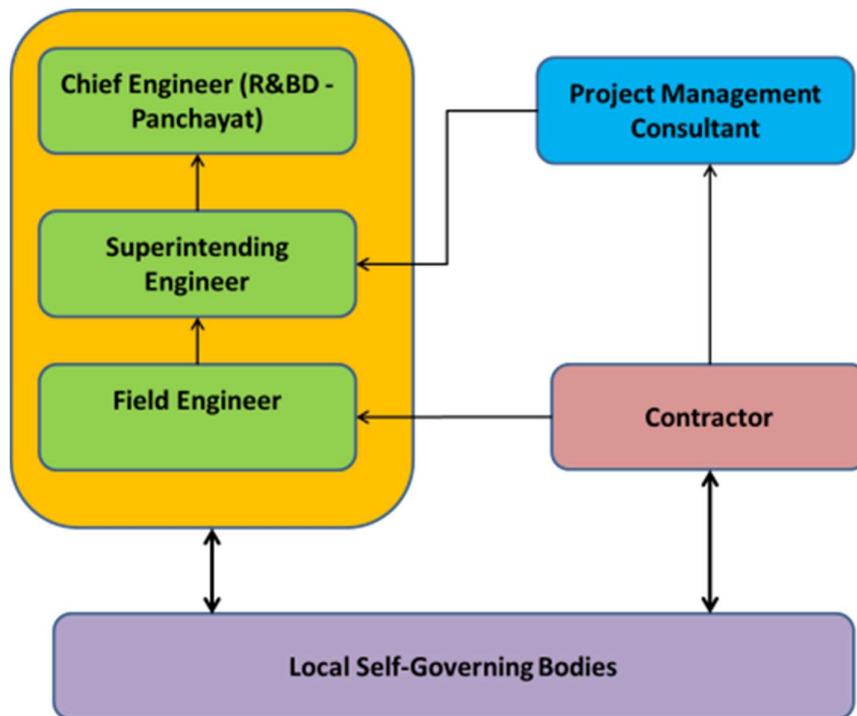 Chief Engineer (R&BD -
Panchayat)
Project Management
Consultant
Superintending
Engineer
Field Engineer
Contractor
Local Self-Governing Bodies